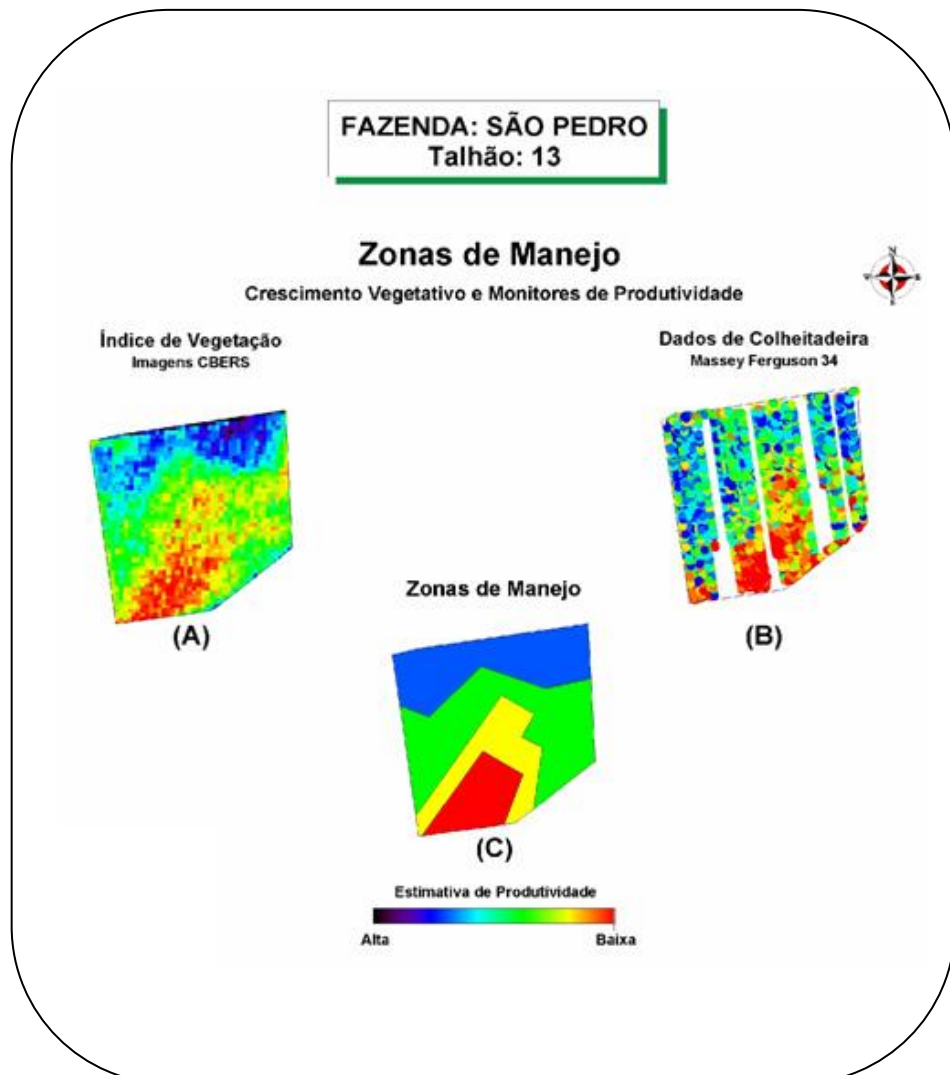 FAZENDA: SÃO PEDRO
Talhão: 13
Zonas de Manejo
Crescimento Vegetativo e Monitores de Produtividade
N
S
Índice de Vegetação
Imagens CBERS
Dados de Colheitadeira
Massey Ferguson 34
(A)
(B)
Zonas de Manejo
(C)
Estimativa de Produtividade
Alta
Baixa